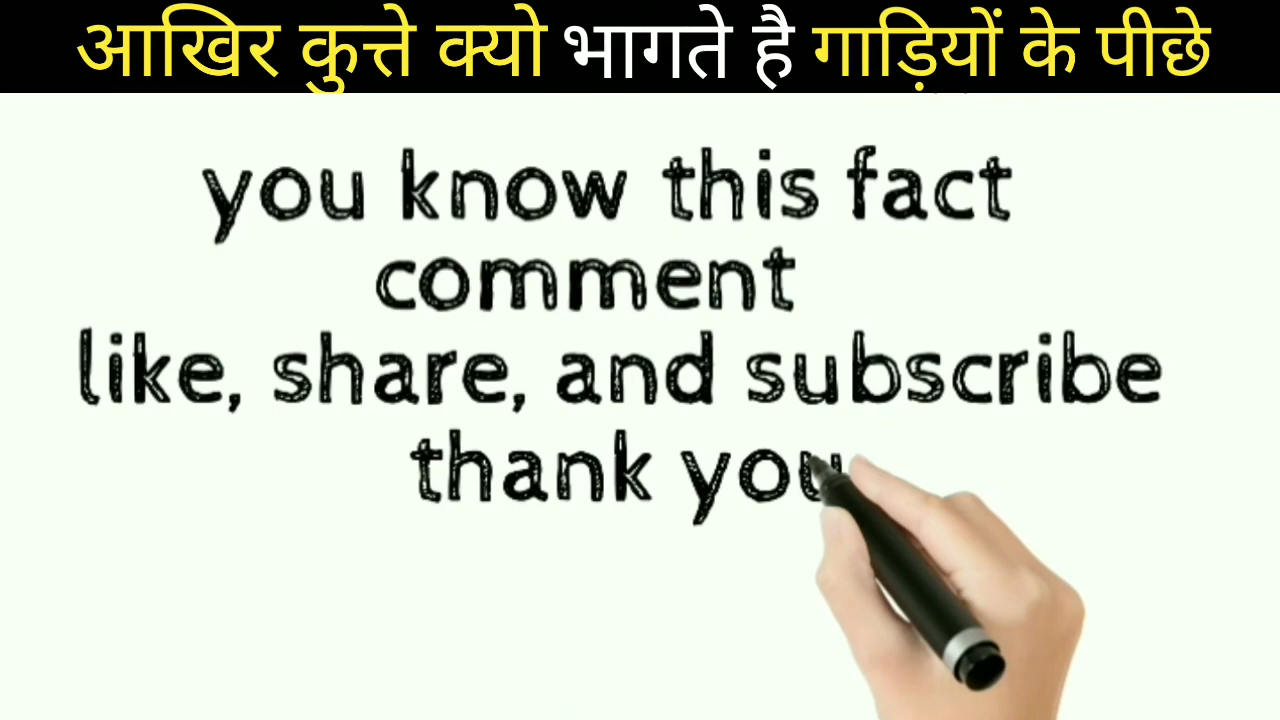 आखिर कुत्ते क्यो भागते है गाड़ियों के पीछे
you know this fact
comment
like, share, and subscribe
thank you